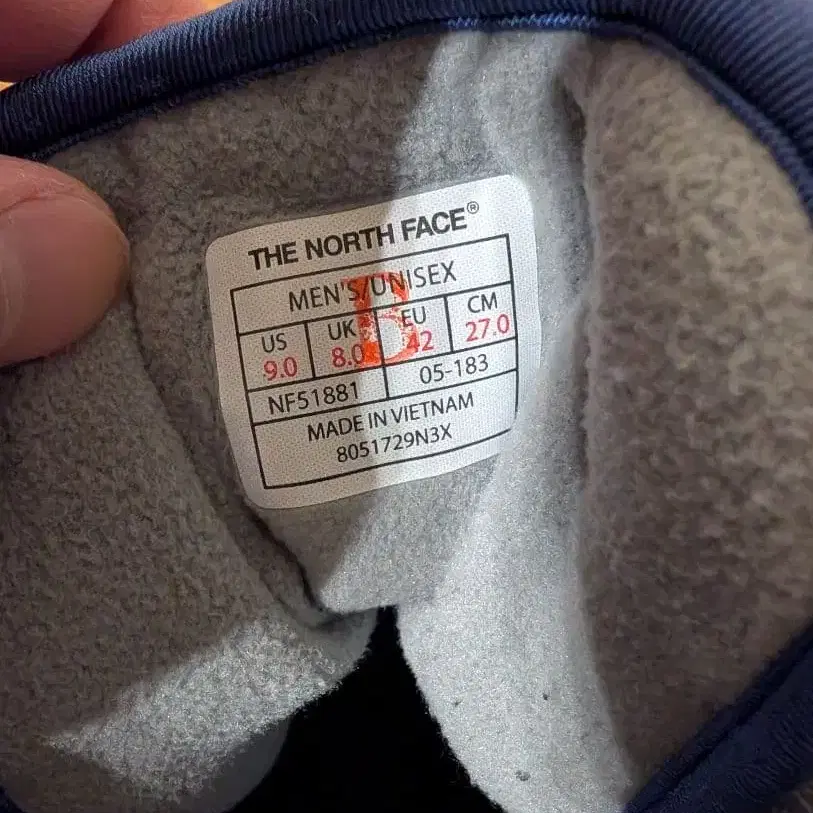 THE NORTH FACE®
MEN'S/UNISEX
US UK EU CM
9.0 8.0 42 27.0
NF51881 05-183
MADE IN VIETNAM
8051729N3X
B